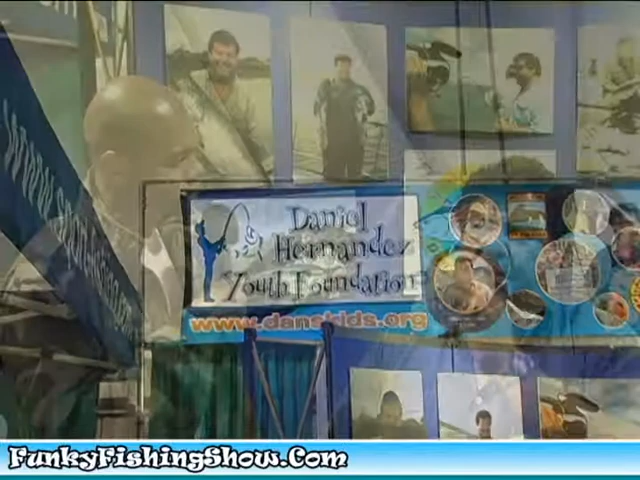 Daniel
Hernandez
Youth Foundation
www.danskids.org
FunkyFishingShow.Com